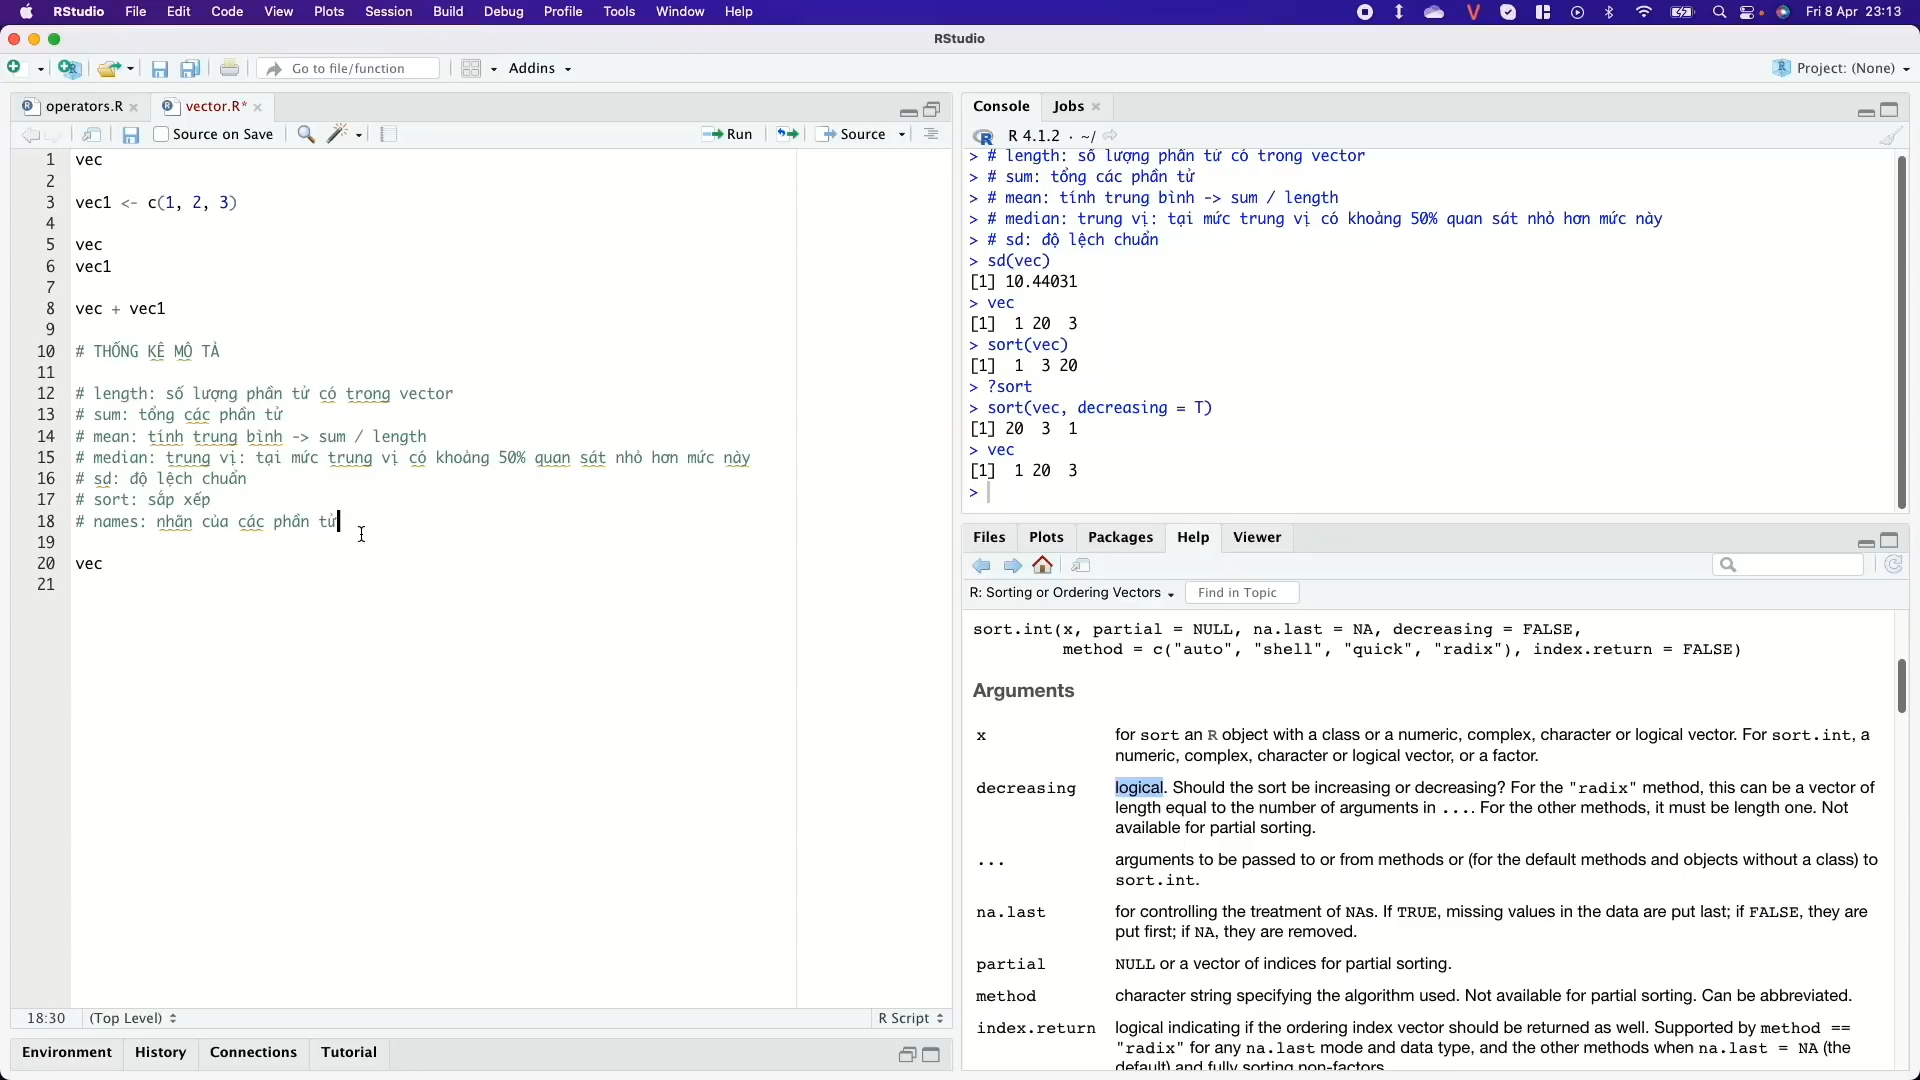 RStudio File Edit Code View Plots Session Build Debug Profile Tools Window Help Fri 8 Apr 23:13
RStudio
Go to file/function Addins Project: (None)
operators.R vector.R*
Source on Save Run Source
1 vec
2
3 vec1 <- c(1, 2, 3)
4
5 vec
6 vec1
7
8 vec + vec1
9
10 # THỐNG KÊ MÔ TẢ
11
12 # length: số lượng phần tử có trong vector
13 # sum: tổng các phần tử
14 # mean: tính trung bình -> sum / length
15 # median: trung vị: tại mức trung vị có khoảng 50% quan sát nhỏ hơn mức này
16 # sd: độ lệch chuẩn
17 # sort: sắp xếp
18 # names: nhãn của các phần tử
19
20 vec
21
18:30 (Top Level) R Script
Environment History Connections Tutorial
Console Jobs
R 4.1.2 · ~/
> # length: số lượng phần tử có trong vector
> # sum: tổng các phần tử
> # mean: tính trung bình -> sum / length
> # median: trung vị: tại mức trung vị có khoảng 50% quan sát nhỏ hơn mức này
> # sd: độ lệch chuẩn
> sd(vec)
[1] 10.44031
> vec
[1] 1 20 3
> sort(vec)
[1] 1 3 20
> ?sort
> sort(vec, decreasing = T)
[1] 20 3 1
> vec
[1] 1 20 3
>
Files Plots Packages Help Viewer
R: Sorting or Ordering Vectors Find in Topic
sort.int(x, partial = NULL, na.last = NA, decreasing = FALSE,
method = c("auto", "shell", "quick", "radix"), index.return = FALSE)
Arguments
x for sort an R object with a class or a numeric, complex, character or logical vector. For sort.int, a
numeric, complex, character or logical vector, or a factor.
decreasing logical. Should the sort be increasing or decreasing? For the "radix" method, this can be a vector of
length equal to the number of arguments in .... For the other methods, it must be length one. Not
available for partial sorting.
... arguments to be passed to or from methods or (for the default methods and objects without a class) to
sort.int.
na.last for controlling the treatment of NAs. If TRUE, missing values in the data are put last; if FALSE, they are
put first; if NA, they are removed.
partial NULL or a vector of indices for partial sorting.
method character string specifying the algorithm used. Not available for partial sorting. Can be abbreviated.
index.return logical indicating if the ordering index vector should be returned as well. Supported by method ==
"radix" for any na.last mode and data type, and the other methods when na.last = NA (the
default) and fully sorting non-factors.